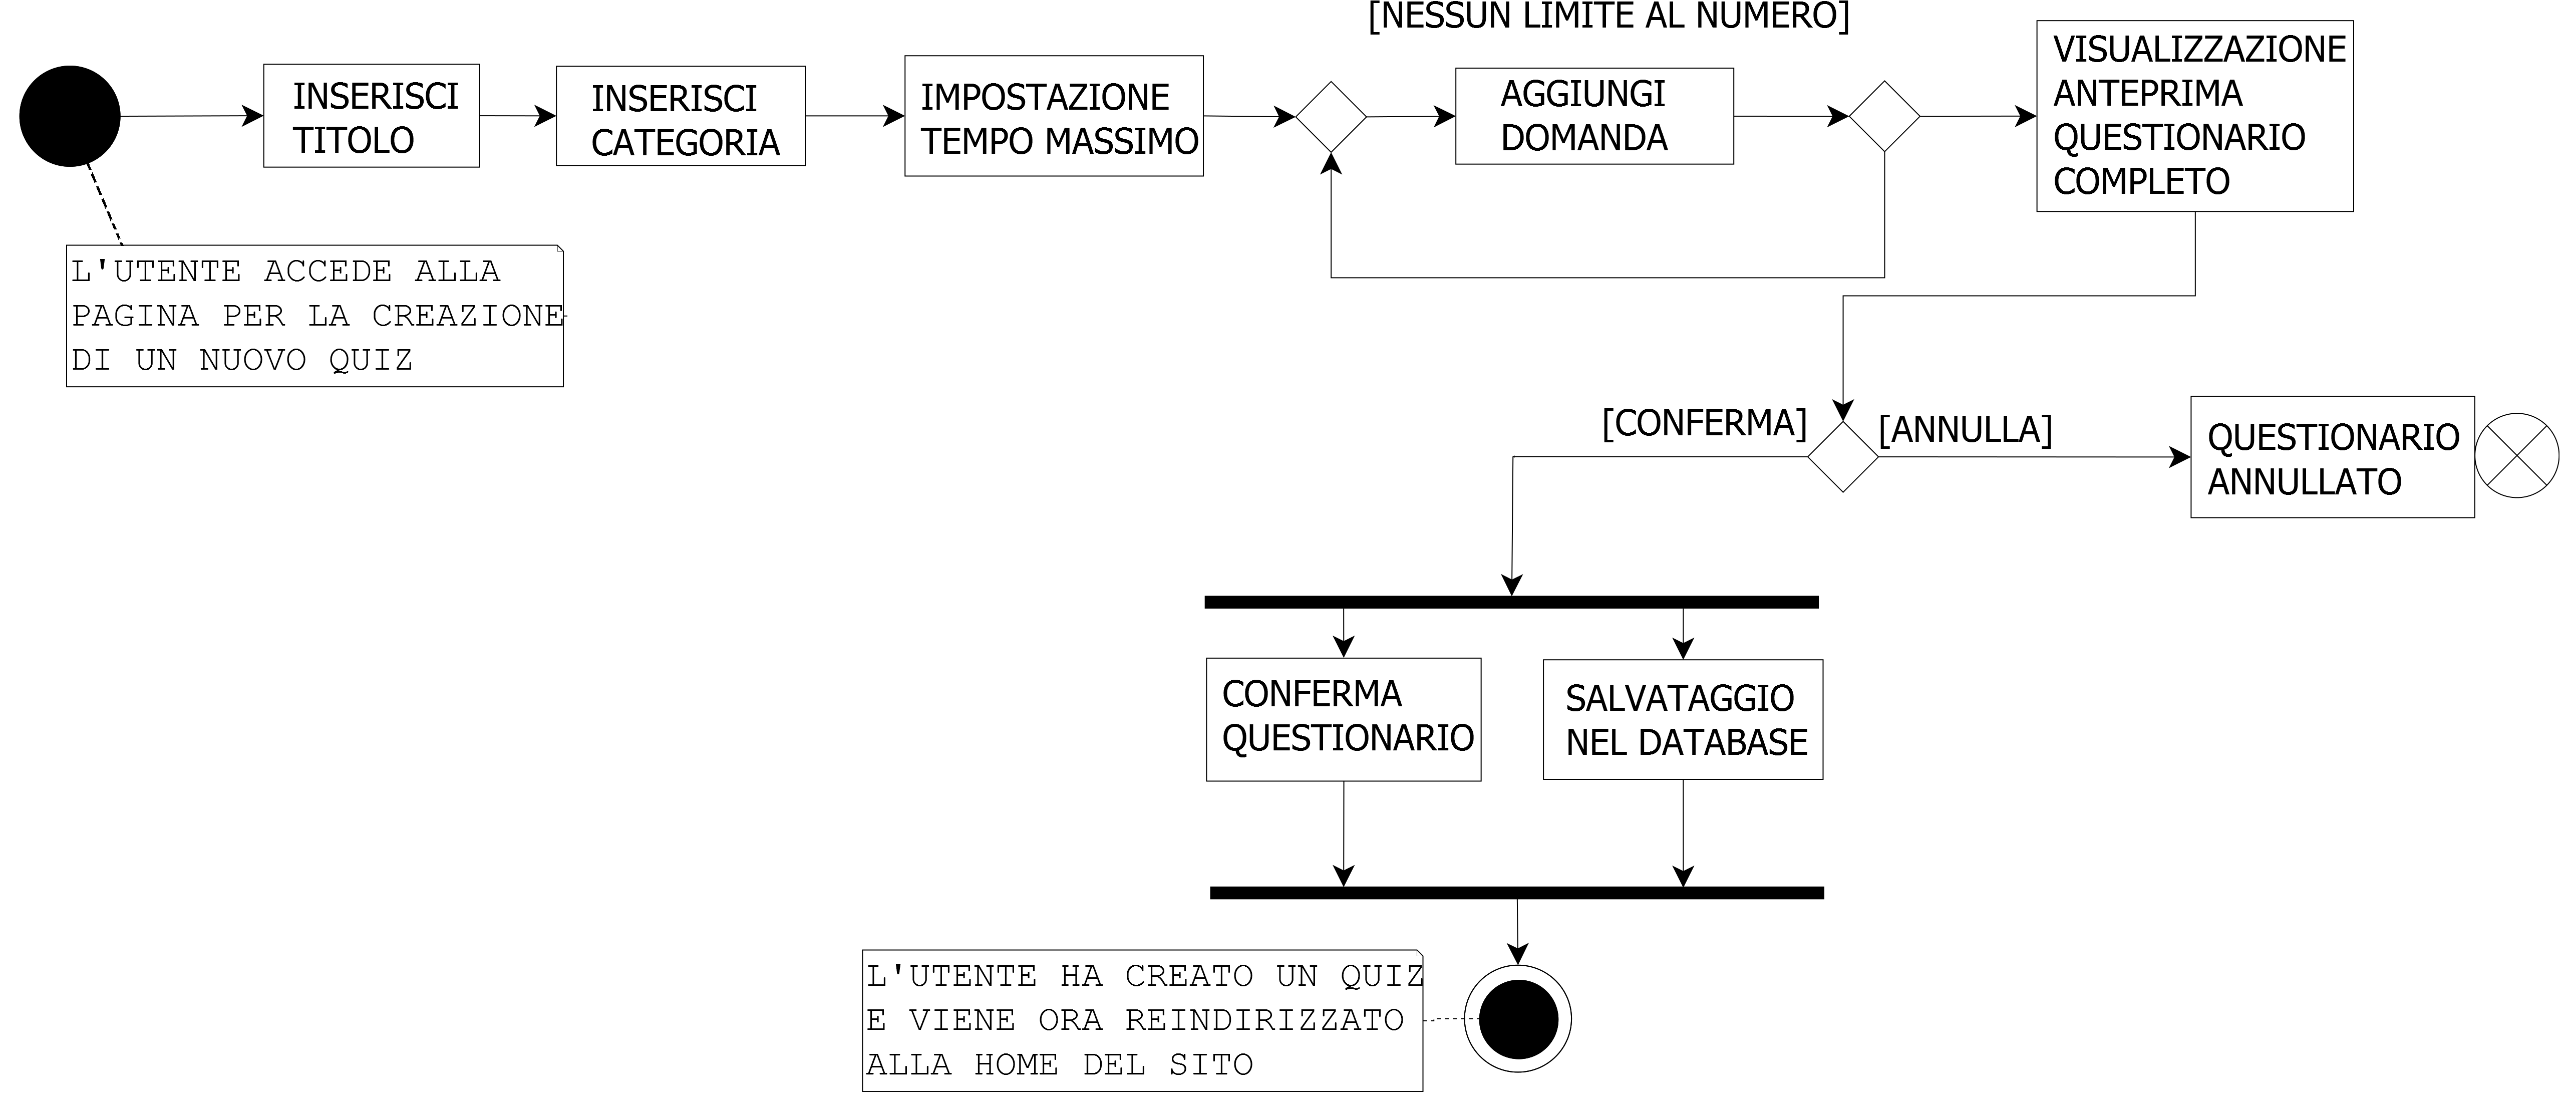 [NESSUN LIMITE AL NUMERO]
INSERISCI
TITOLO
INSERISCI
CATEGORIA
IMPOSTAZIONE
TEMPO MASSIMO
AGGIUNGI
DOMANDA
VISUALIZZAZIONE
ANTEPRIMA
QUESTIONARIO
COMPLETO
L'UTENTE ACCEDE ALLA
PAGINA PER LA CREAZIONE
DI UN NUOVO QUIZ
[CONFERMA]
[ANNULLA]
QUESTIONARIO
ANNULLATO
CONFERMA
QUESTIONARIO
SALVATAGGIO
NEL DATABASE
L'UTENTE HA CREATO UN QUIZ
E VIENE ORA REINDIRIZZATO
ALLA HOME DEL SITO